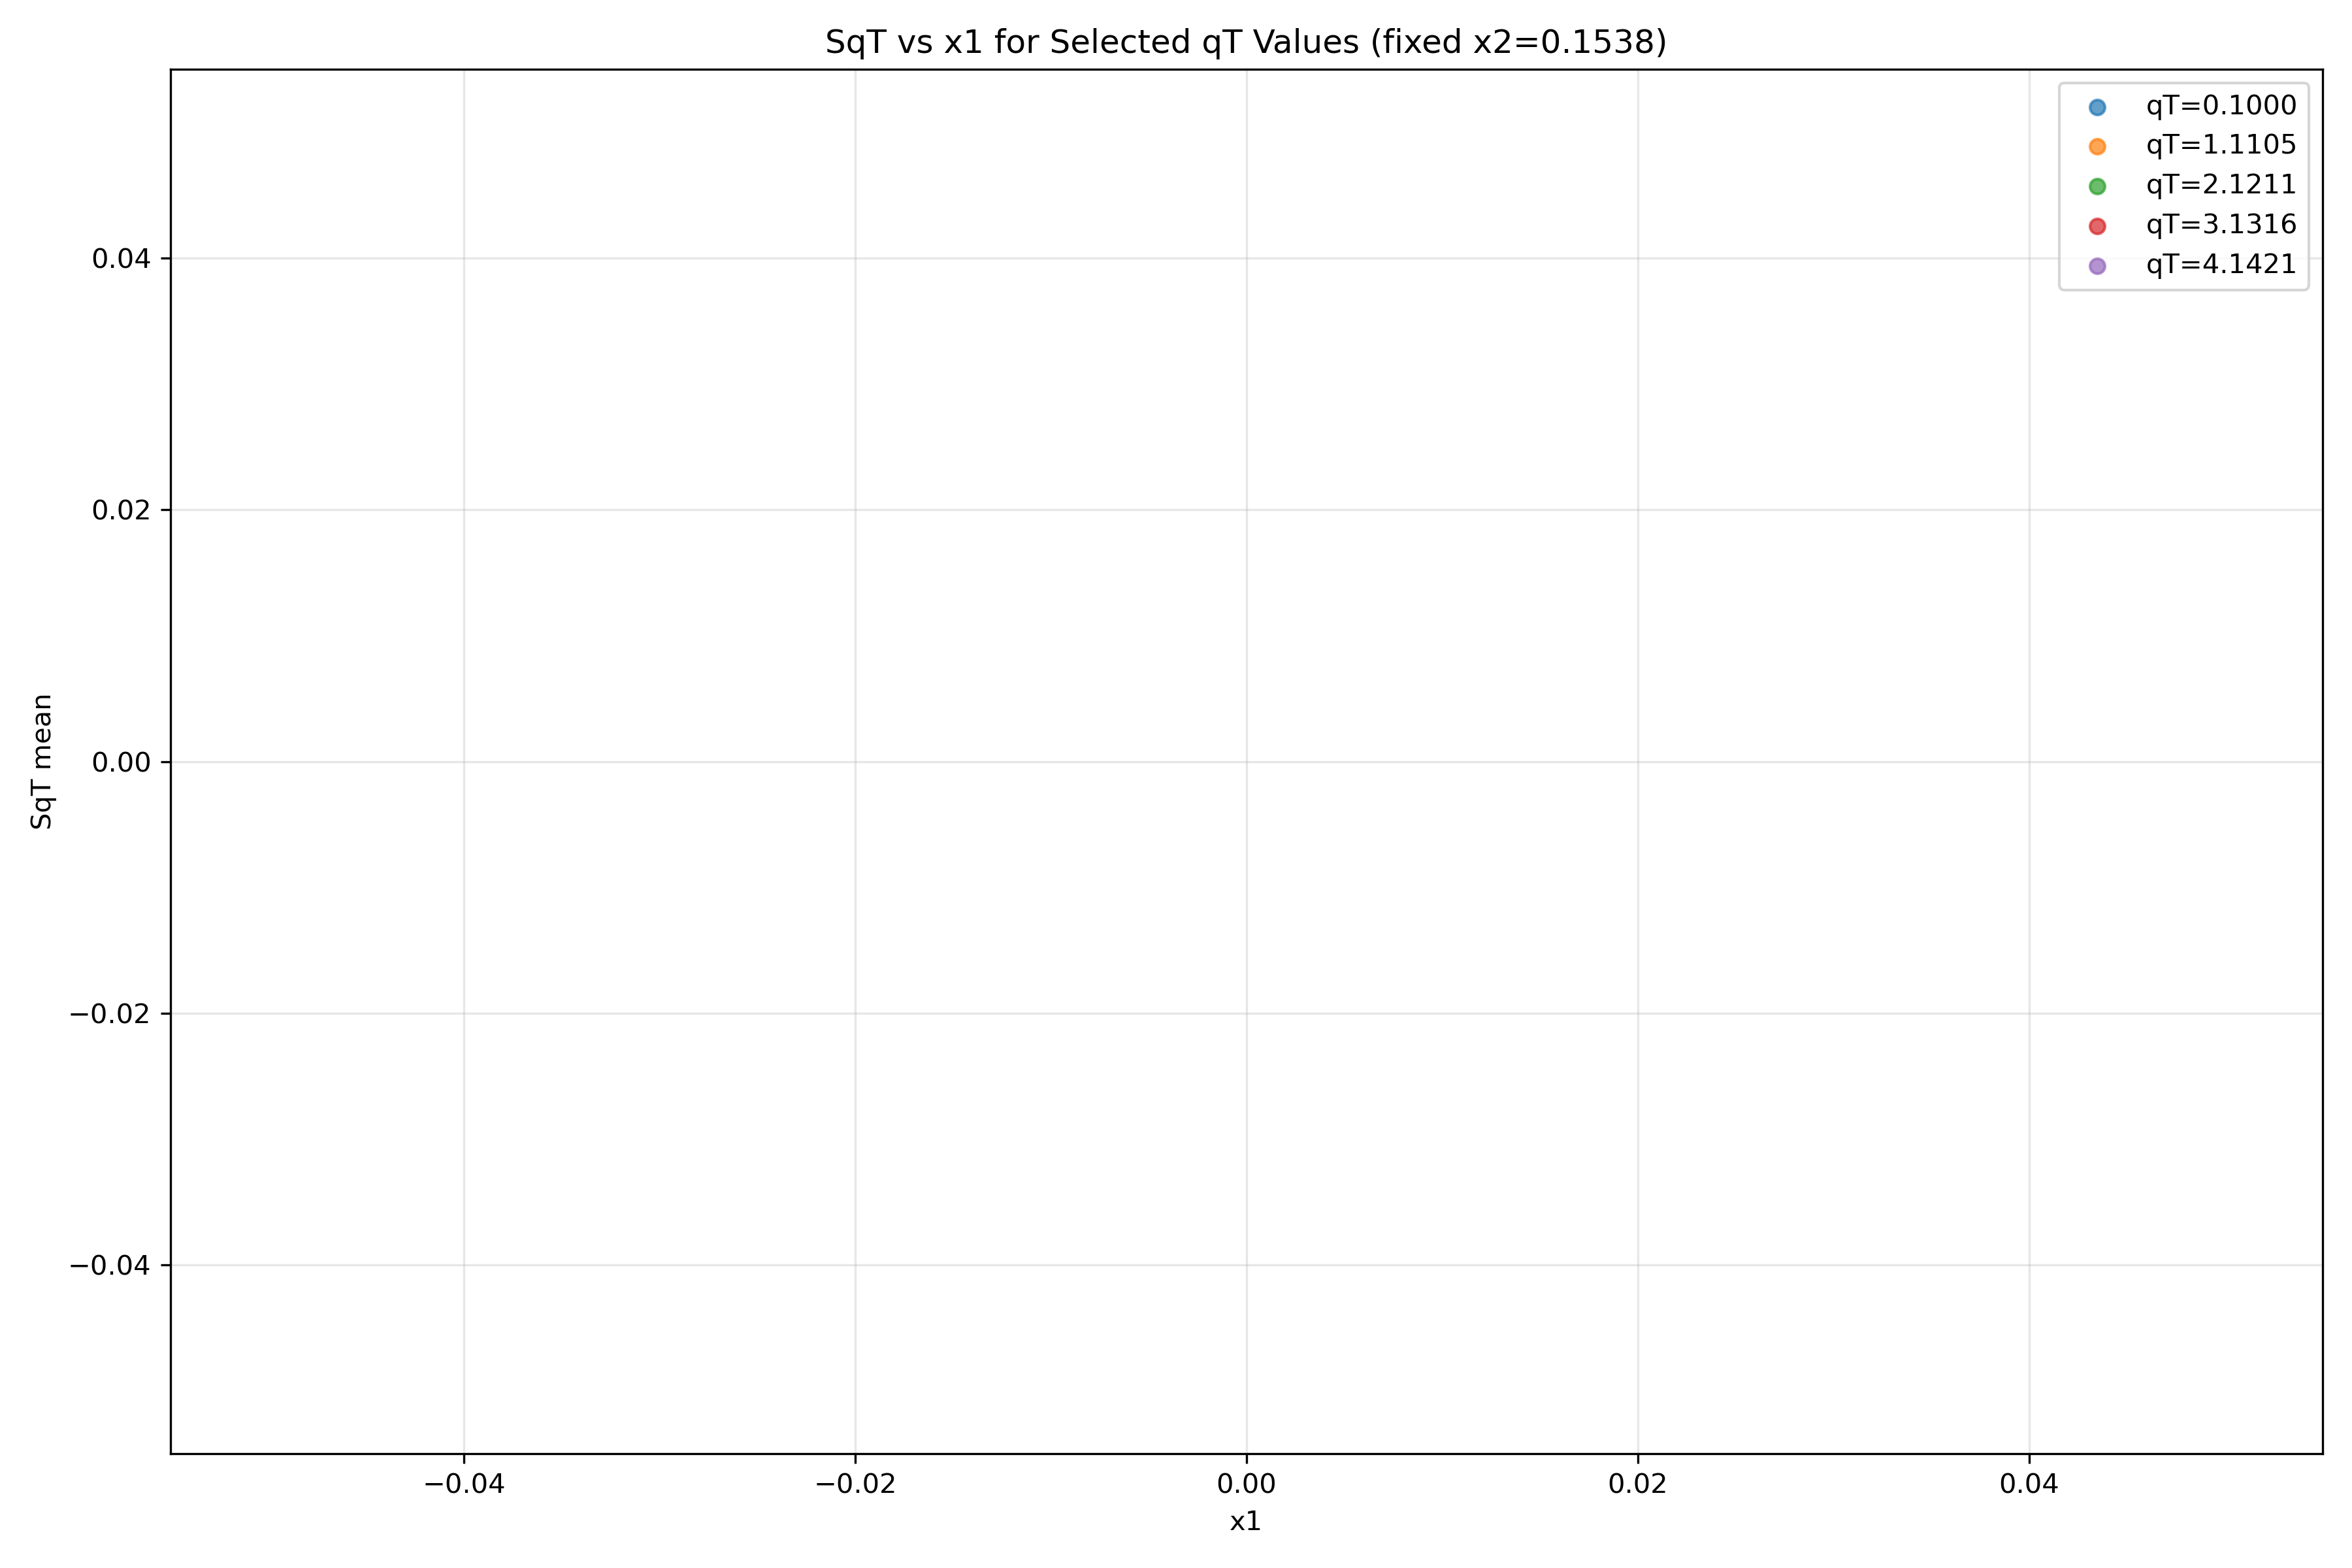 SqT vs x1 for Selected qT Values (fixed x2=0.1538)
qT=0.1000
qT=1.1105
qT=2.1211
qT=3.1316
qT=4.1421
0.04
0.02
0.00
−0.02
−0.04
SqT mean
−0.04
−0.02
0.00
0.02
0.04
x1